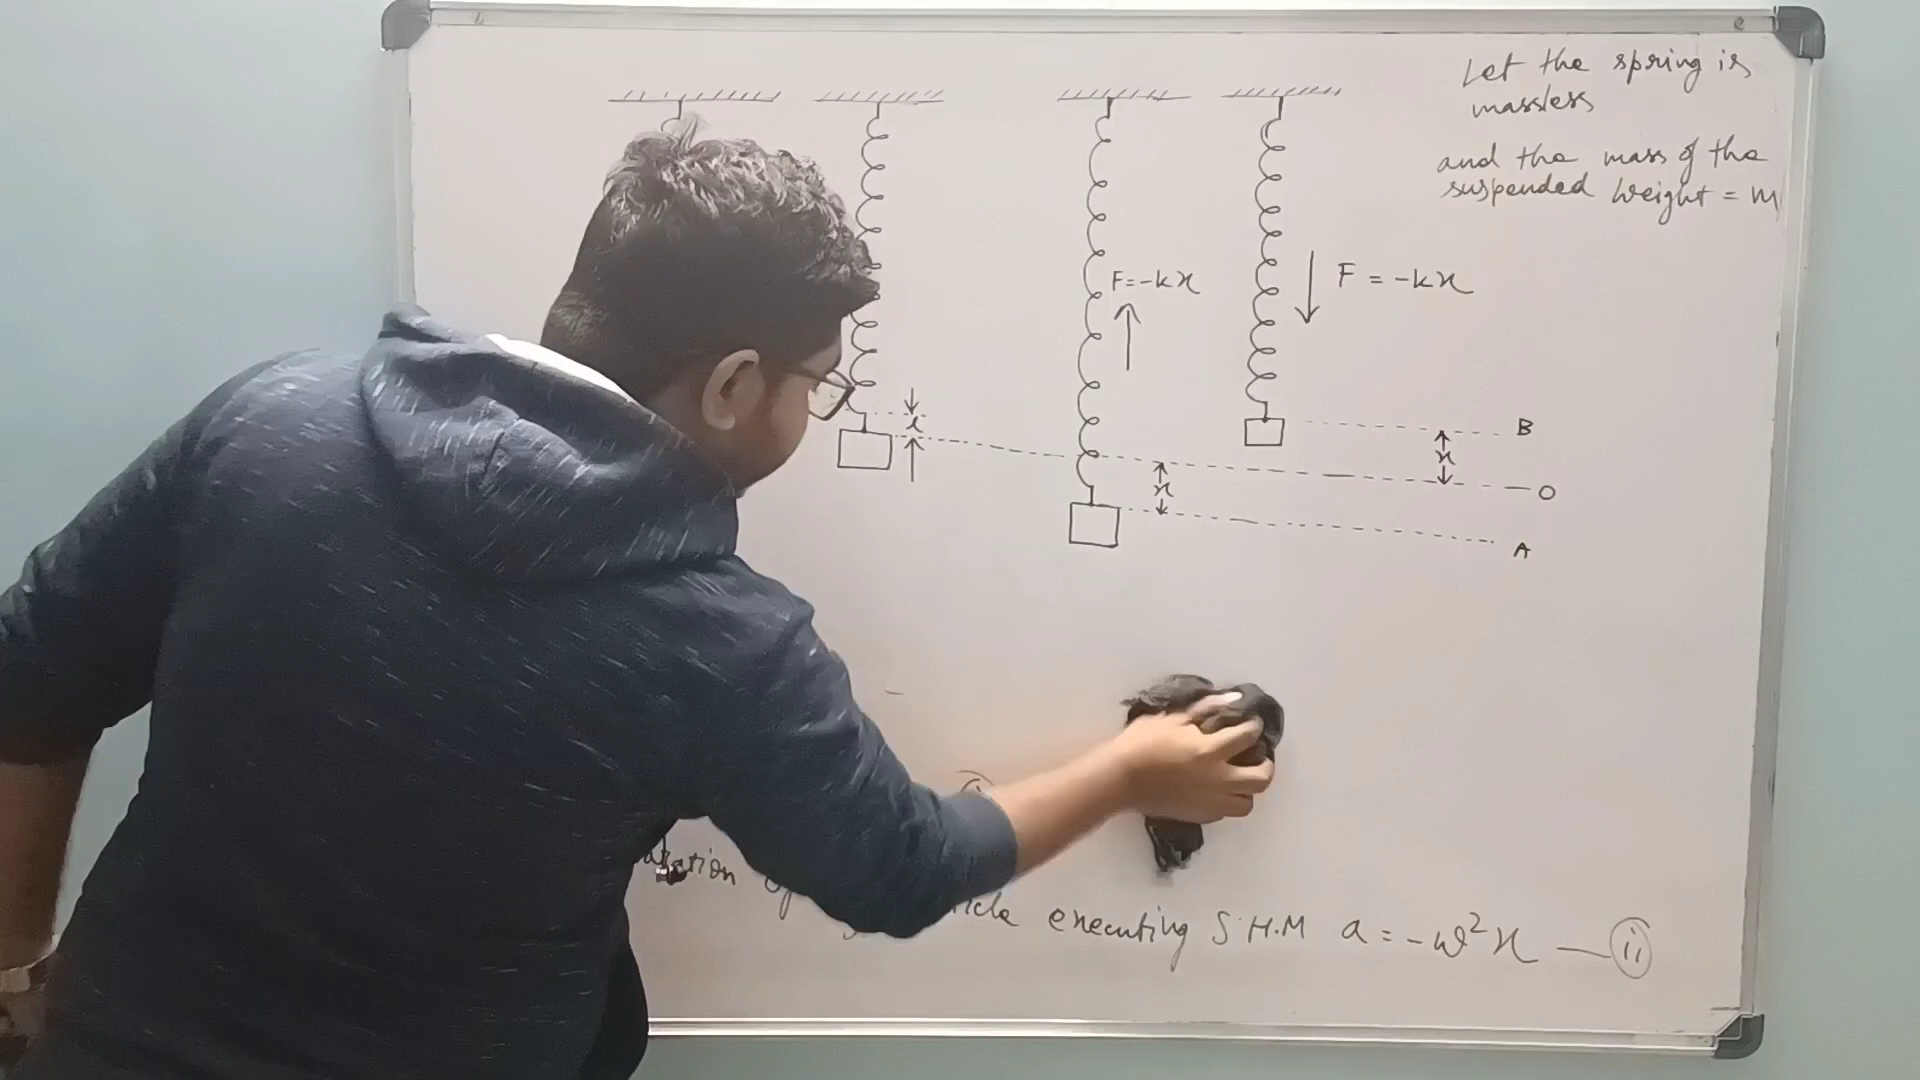 Let the spring is
massless
and the mass of the
suspended weight = m
F = -kx
F = -kx
l
x
x
B
O
A
executing S.H.M a = -ω²x — (ii)